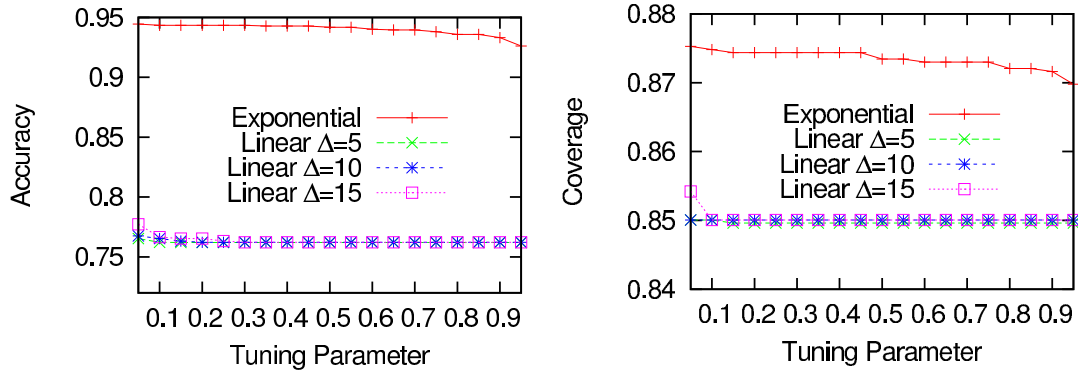 0.95
0.9
0.85
0.8
0.75
Accuracy
Exponential
Linear Δ=5
Linear Δ=10
Linear Δ=15
0.1 0.2 0.3 0.4 0.5 0.6 0.7 0.8 0.9
Tuning Parameter
0.88
0.87
0.86
0.85
0.84
Coverage
Exponential
Linear Δ=5
Linear Δ=10
Linear Δ=15
0.1 0.2 0.3 0.4 0.5 0.6 0.7 0.8 0.9
Tuning Parameter